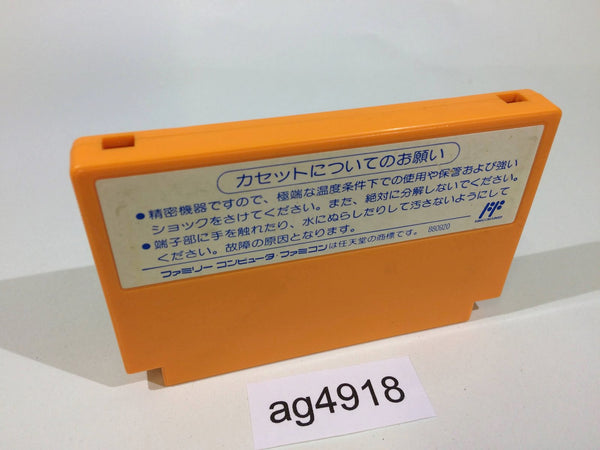 カセットについてのお願い
●精密機器ですので、極端な温度条件下での使用や保管および強い
ショックをさけてください。また、絶対に分解しないでください。
●端子部に手を触れたり、水にぬらしたりして汚さないようにして
ください。故障の原因となります。
ファミリーコンピュータ・ファミコンは任天堂の商標です。 880920
ag4918